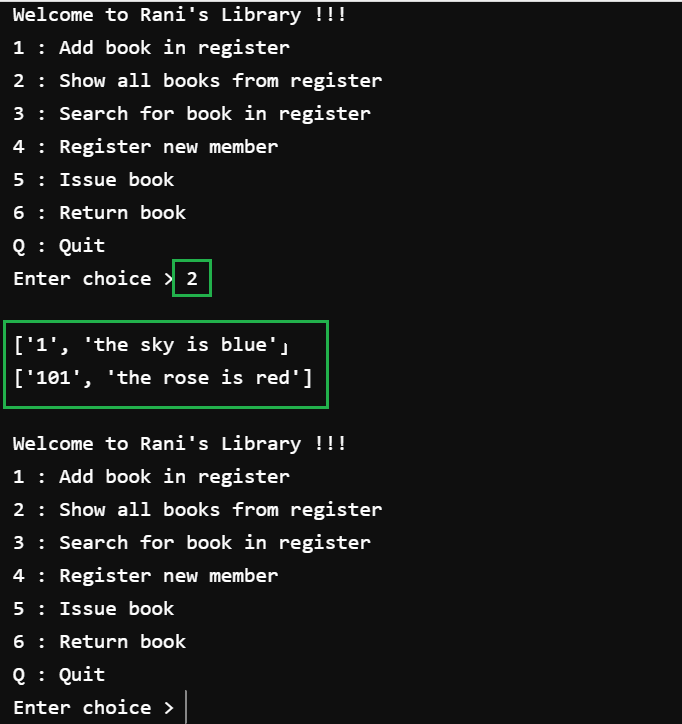 Welcome to Rani's Library !!!
1 : Add book in register
2 : Show all books from register
3 : Search for book in register
4 : Register new member
5 : Issue book
6 : Return book
Q : Quit
Enter choice > 2
['1', 'the sky is blue']
['101', 'the rose is red']
Welcome to Rani's Library !!!
1 : Add book in register
2 : Show all books from register
3 : Search for book in register
4 : Register new member
5 : Issue book
6 : Return book
Q : Quit
Enter choice >